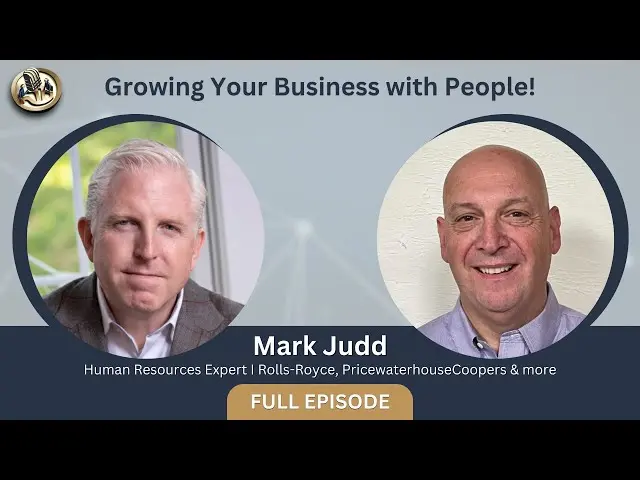 Growing Your Business with People!
Mark Judd
Human Resources Expert | Rolls-Royce, PricewaterhouseCoopers & more
FULL EPISODE